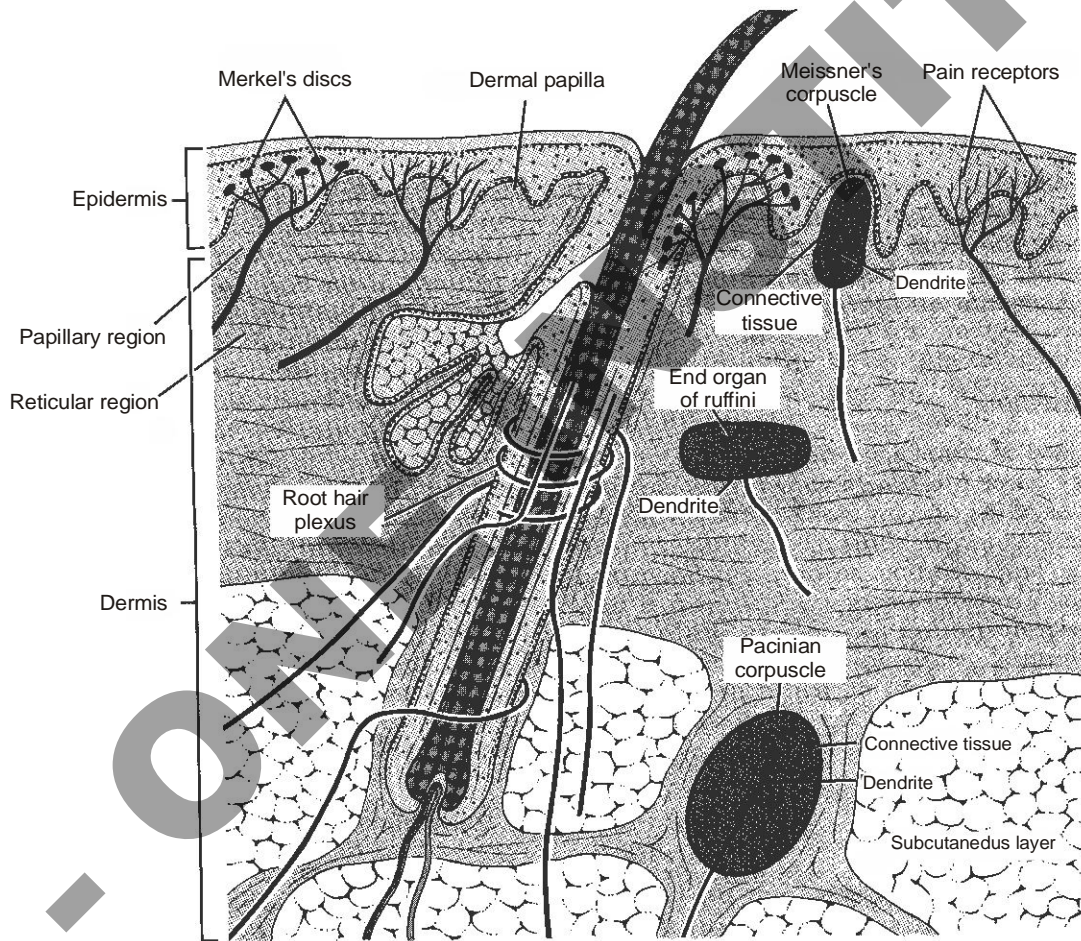 Merkel's discs
Dermal papilla
Meissner's
corpuscle
Pain receptors
Epidermis
Dendrite
Connective
tissue
Papillary region
Reticular region
End organ
of ruffini
Root hair
plexus
Dendrite
Dermis
Pacinian
corpuscle
Connective tissue
Dendrite
Subcutanedus layer